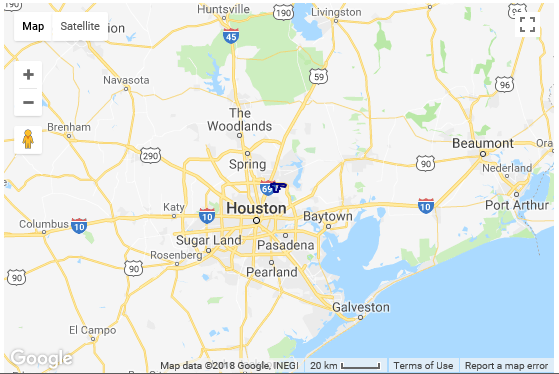 Huntsville
190
Livingston
Map
Satellite
45
96
59
Navasota
96
The
Woodlands
Brenham
290
Spring
90
Beaumont
Nederland
69
Katy
10
Houston
Baytown
10
Port Arthur
Columbus
10
Sugar Land
Pasadena
90
Rosenberg
90
Pearland
Galveston
El Campo
Google
Map data ©2018 Google, INEGI
20 km
Terms of Use
Report a map error